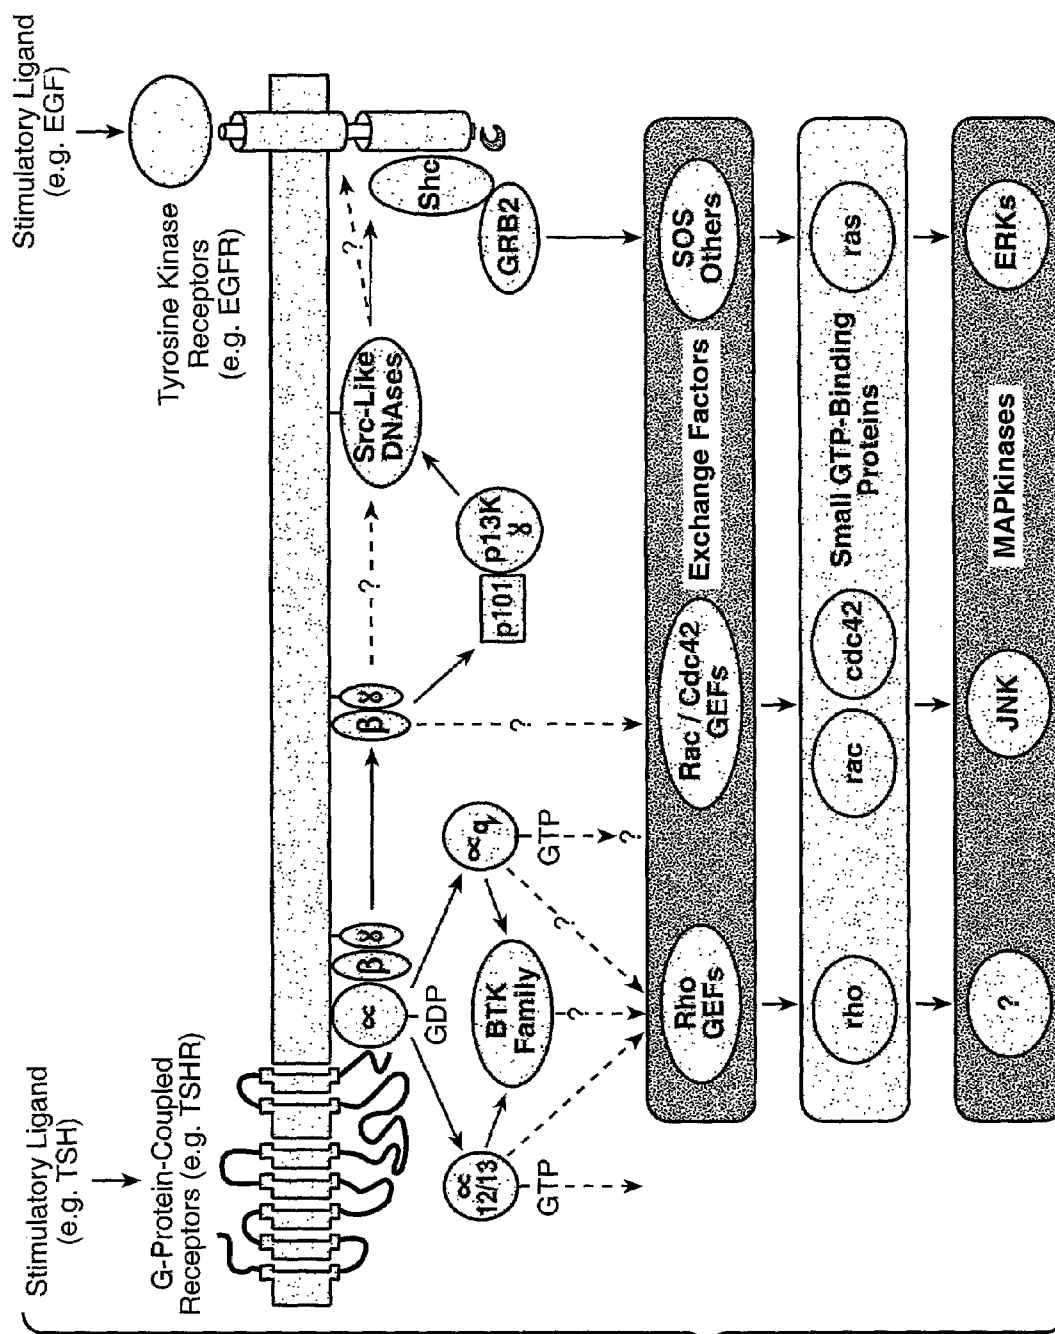 Stimulatory Ligand
(e.g. TSH)
Stimulatory Ligand
(e.g. EGF)
G-Protein-Coupled
Receptors (e.g. TSHR)
Tyrosine Kinase
Receptors
(e.g. EGFR)
∝
β
ɣ
GDP
β
ɣ
?
Src-Like
DNAses
?
Shc
GRB2
∝
12/13
GTP
BTK
Family
∝q
GTP
?
?
?
?
p101
p13K
ɣ
Rho
GEFs
Rac / Cdc42
GEFs
Exchange Factors
SOS
Others
rho
rac
cdc42
Small GTP-Binding
Proteins
ras
?
JNK
MAPkinases
ERKs